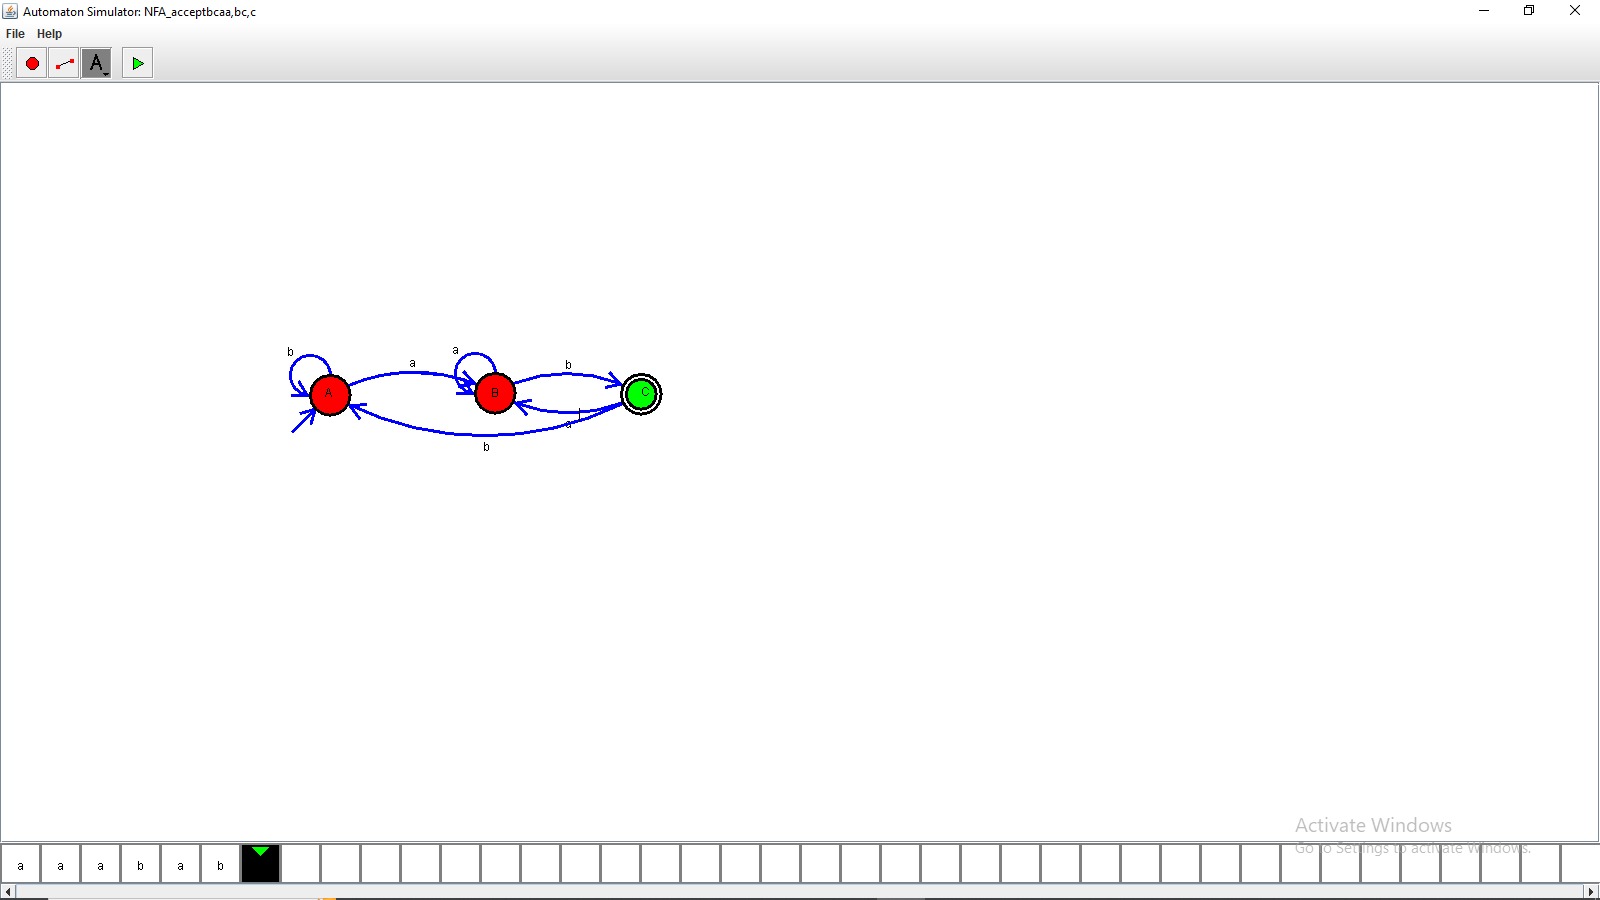 Automaton Simulator: NFA_acceptbcaa,bc,c
File Help
A
b
a
a
b
A
B
C
a
b
Activate Windows
Go to Settings to activate Windows.
a a a b a b